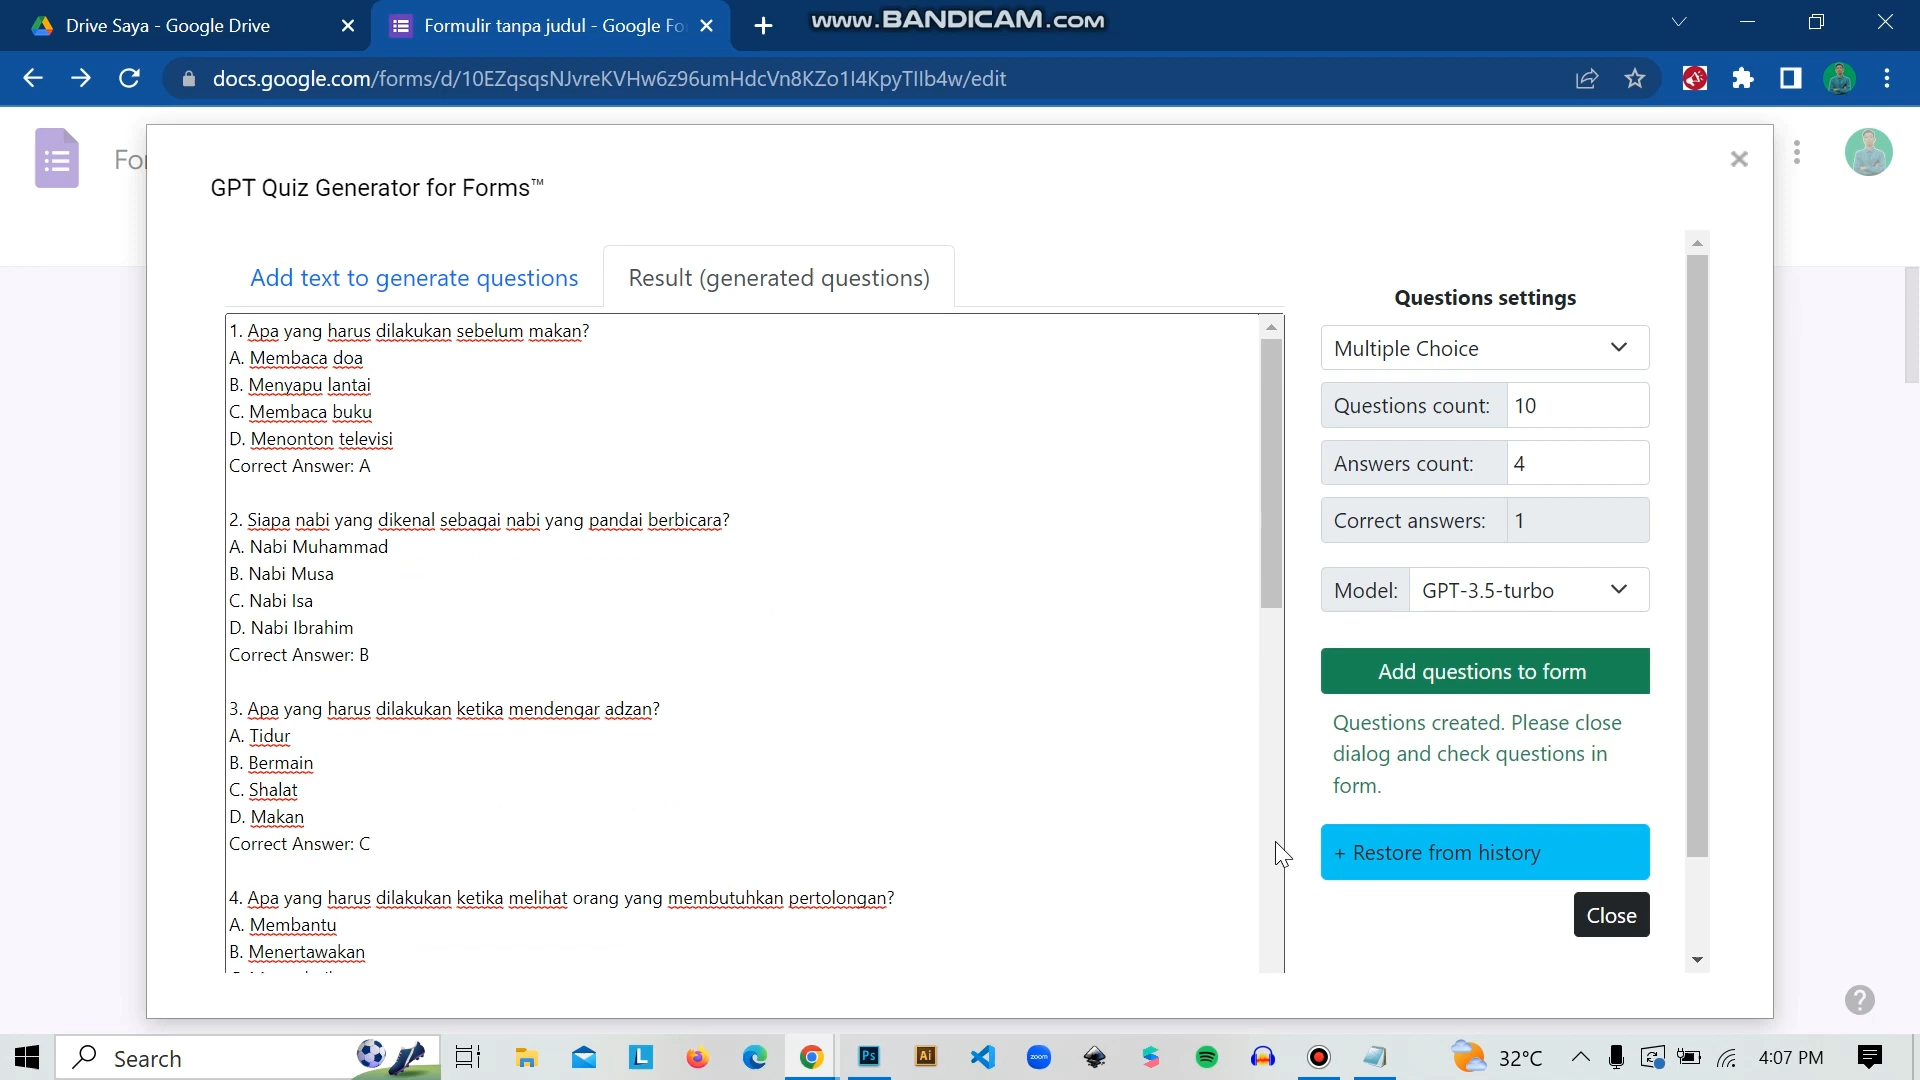 Drive Saya - Google Drive
Formulir tanpa judul - Google Fo
www.BANDICAM.com
docs.google.com/forms/d/10EZqsqsNJvreKVHw6z96umHdcVn8KZo1I4KpyTIIb4w/edit
For
GPT Quiz Generator for Forms™
Add text to generate questions
Result (generated questions)
1. Apa yang harus dilakukan sebelum makan?
A. Membaca doa
B. Menyapu lantai
C. Membaca buku
D. Menonton televisi
Correct Answer: A
2. Siapa nabi yang dikenal sebagai nabi yang pandai berbicara?
A. Nabi Muhammad
B. Nabi Musa
C. Nabi Isa
D. Nabi Ibrahim
Correct Answer: B
3. Apa yang harus dilakukan ketika mendengar adzan?
A. Tidur
B. Bermain
C. Shalat
D. Makan
Correct Answer: C
4. Apa yang harus dilakukan ketika melihat orang yang membutuhkan pertolongan?
A. Membantu
B. Menertawakan
Questions settings
Multiple Choice
Questions count: 10
Answers count: 4
Correct answers: 1
Model: GPT-3.5-turbo
Add questions to form
Questions created. Please close
dialog and check questions in
form.
+ Restore from history
Close
Search
L
Ps
Ai
zoom
32°C
4:07 PM